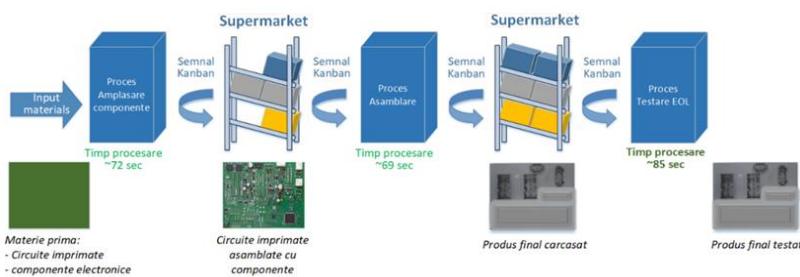 Supermarket
Supermarket
Input
materials
Proces
Amplasare
componente
Semnal
Kanban
Semnal
Kanban
Proces
Asamblare
Semnal
Kanban
Semnal
Kanban
Proces
Testare EOL
Timp procesare
~72 sec
Timp procesare
~69 sec
Timp procesare
~85 sec
Materie prima:
- Circuite imprimate
- componente electronice
Circuite imprimate
asamblate cu
componente
Produs final carcasat
Produs final testat